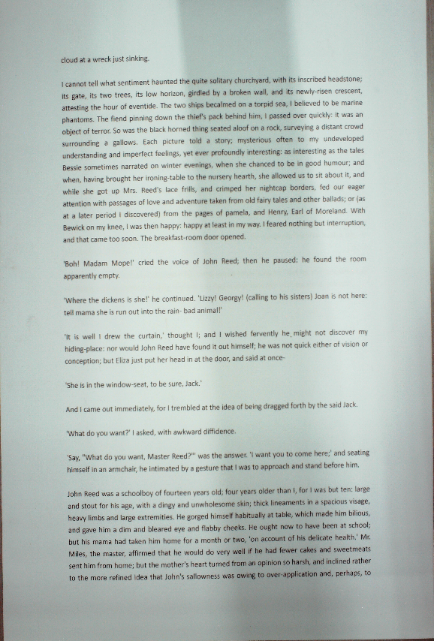 cloud at a wreck just sinking.
I cannot tell what sentiment haunted the quite solitary churchyard, with its inscribed headstone;
its gate, its two trees, its low horizon, girdled by a broken wall, and its newly-risen crescent,
attesting the hour of eventide. The two ships becalmed on a torpid sea, I believed to be marine
phantoms. The fiend pinning down the thief's pack behind him, I passed over quickly: it was an
object of terror. So was the black horned thing seated aloof on a rock, surveying a distant crowd
surrounding a gallows. Each picture told a story; mysterious often to my undeveloped
understanding and imperfect feelings, yet ever profoundly interesting: as interesting as the tales
Bessie sometimes narrated on winter evenings, when she chanced to be in good humour; and
when, having brought her ironing-table to the nursery hearth, she allowed us to sit about it, and
while she got up Mrs. Reed's lace frills, and crimped her nightcap borders, fed our eager
attention with passages of love and adventure taken from old fairy tales and other ballads; or (as
at a later period I discovered) from the pages of pamela, and Henry, Earl of Moreland. With
Bewick on my knee, I was then happy: happy at least in my way. I feared nothing but interruption,
and that came too soon. The breakfast-room door opened.
'Boh! Madam Mope!' cried the voice of John Reed; then he paused: he found the room
apparently empty.
'Where the dickens is she!' he continued. 'Lizzy! Georgy! (calling to his sisters) Joan is not here:
tell mama she is run out into the rain- bad animal!'
'It is well I drew the curtain,' thought I; and I wished fervently he might not discover my
hiding-place: nor would John Reed have found it out himself; he was not quick either of vision or
conception; but Eliza just put her head in at the door, and said at once-
'She is in the window-seat, to be sure, Jack.'
And I came out immediately, for I trembled at the idea of being dragged forth by the said Jack.
'What do you want?' I asked, with awkward diffidence.
'Say, "What do you want, Master Reed?"' was the answer. 'I want you to come here;' and seating
himself in an armchair, he intimated by a gesture that I was to approach and stand before him.
John Reed was a schoolboy of fourteen years old; four years older than I, for I was but ten: large
and stout for his age, with a dingy and unwholesome skin; thick lineaments in a spacious visage,
heavy limbs and large extremities. He gorged himself habitually at table, which made him bilious,
and gave him a dim and bleared eye and flabby cheeks. He ought now to have been at school;
but his mama had taken him home for a month or two, 'on account of his delicate health.' Mr.
Miles, the master, affirmed that he would do very well if he had fewer cakes and sweetmeats
sent him from home; but the mother's heart turned from an opinion so harsh, and inclined rather
to the more refined idea that John's sallowness was owing to over-application and, perhaps, to